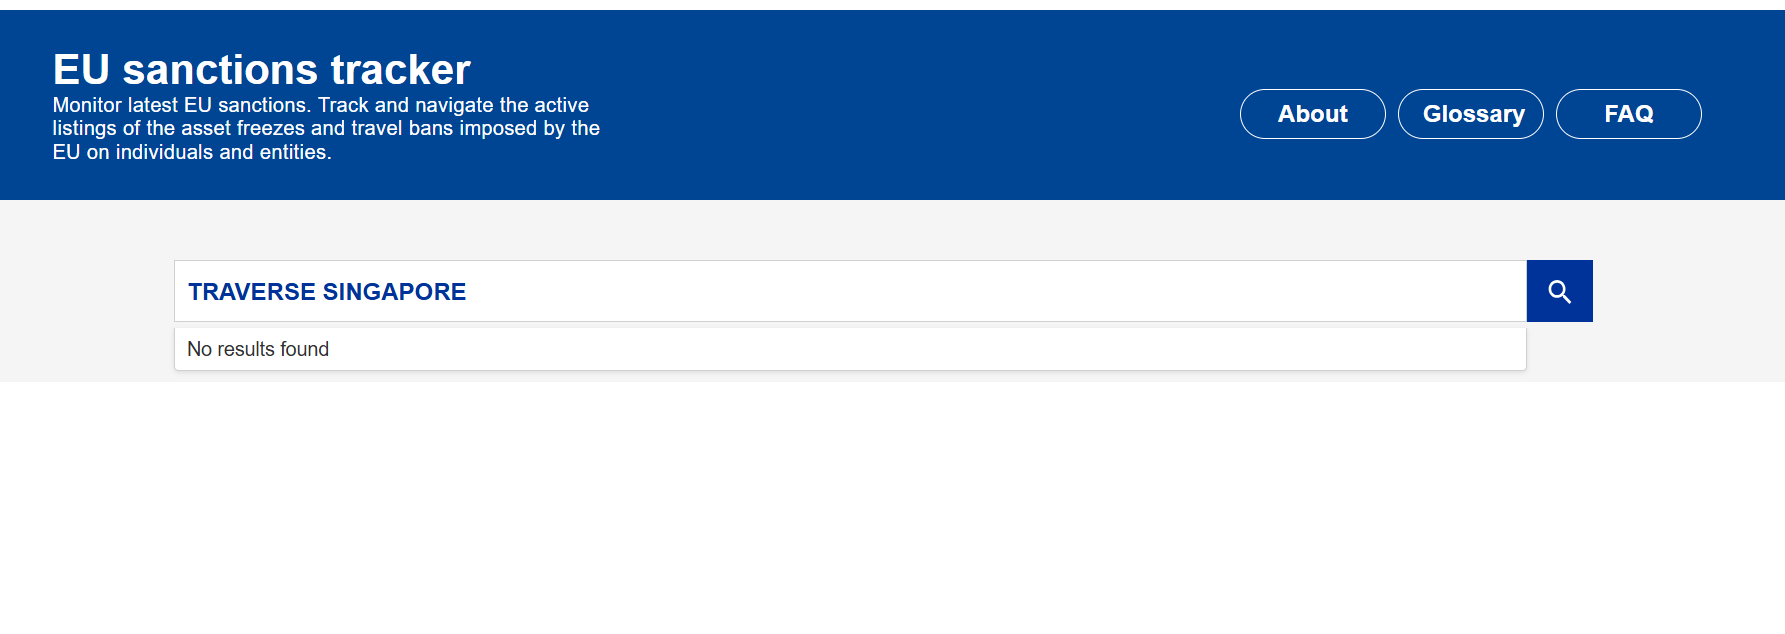 EU sanctions tracker
Monitor latest EU sanctions. Track and navigate the active
listings of the asset freezes and travel bans imposed by the
EU on individuals and entities.
About
Glossary
FAQ
TRAVERSE SINGAPORE
No results found